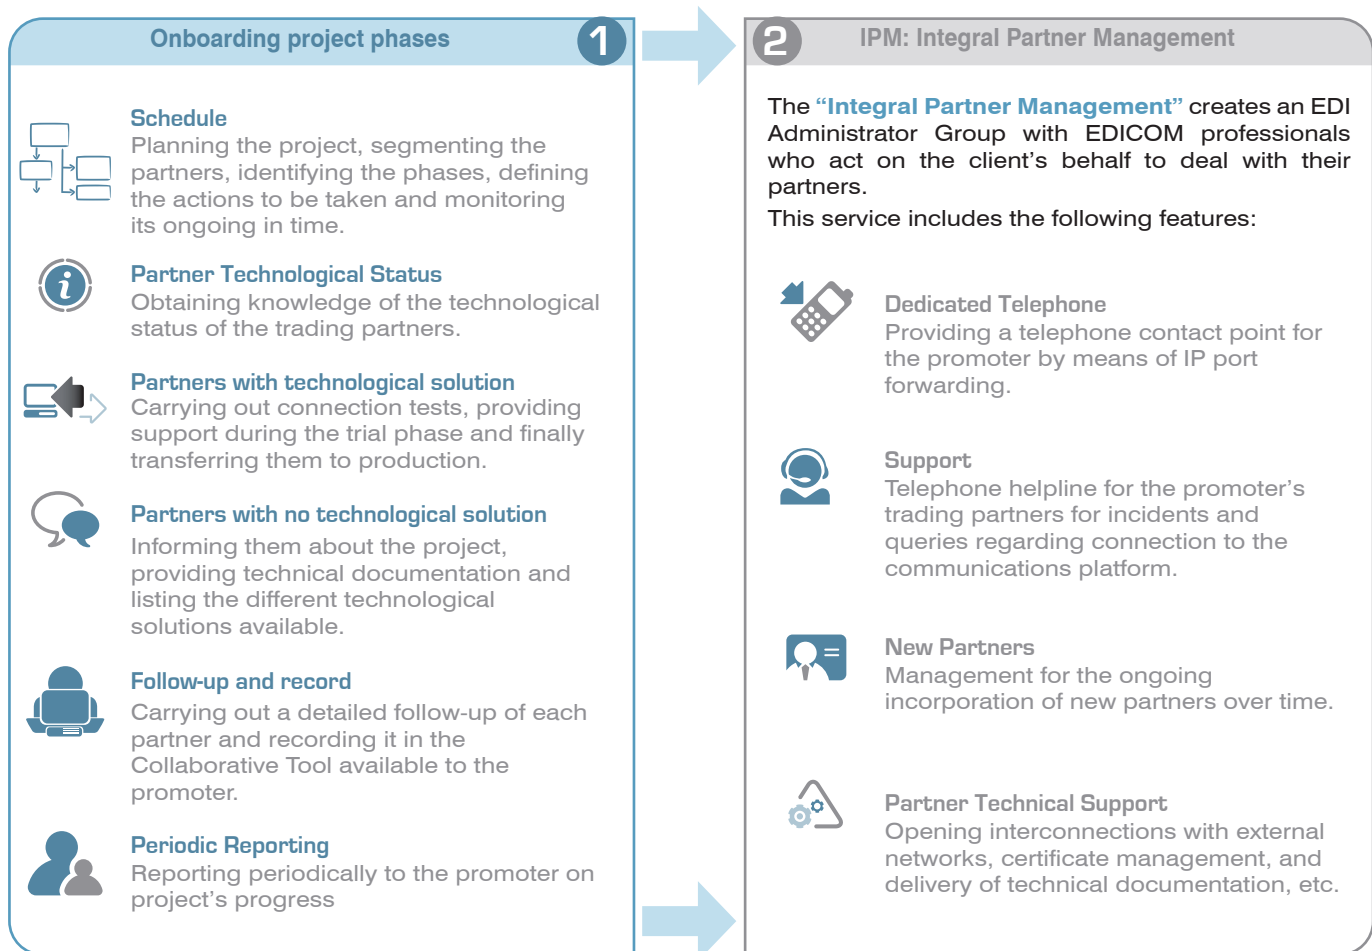 Onboarding project phases
1
Schedule
Planning the project, segmenting the
partners, identifying the phases, defining
the actions to be taken and monitoring
its ongoing in time.
Partner Technological Status
Obtaining knowledge of the technological
status of the trading partners.
Partners with technological solution
Carrying out connection tests, providing
support during the trial phase and finally
transferring them to production.
Partners with no technological solution
Informing them about the project,
providing technical documentation and
listing the different technological
solutions available.
Follow-up and record
Carrying out a detailed follow-up of each
partner and recording it in the
Collaborative Tool available to the
promoter.
Periodic Reporting
Reporting periodically to the promoter on
project's progress
2
IPM: Integral Partner Management
The “Integral Partner Management” creates an EDI
Administrator Group with EDICOM professionals
who act on the client’s behalf to deal with their
partners.
This service includes the following features:
Dedicated Telephone
Providing a telephone contact point for
the promoter by means of IP port
forwarding.
Support
Telephone helpline for the promoter’s
trading partners for incidents and
queries regarding connection to the
communications platform.
New Partners
Management for the ongoing
incorporation of new partners over time.
Partner Technical Support
Opening interconnections with external
networks, certificate management, and
delivery of technical documentation, etc.